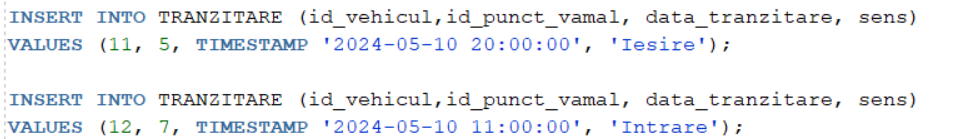 INSERT INTO TRANZITARE (id_vehicul,id_punct_vamal, data_tranzitare, sens)
VALUES (11, 5, TIMESTAMP '2024-05-10 20:00:00', 'Iesire');
INSERT INTO TRANZITARE (id_vehicul,id_punct_vamal, data_tranzitare, sens)
VALUES (12, 7, TIMESTAMP '2024-05-10 11:00:00', 'Intrare');